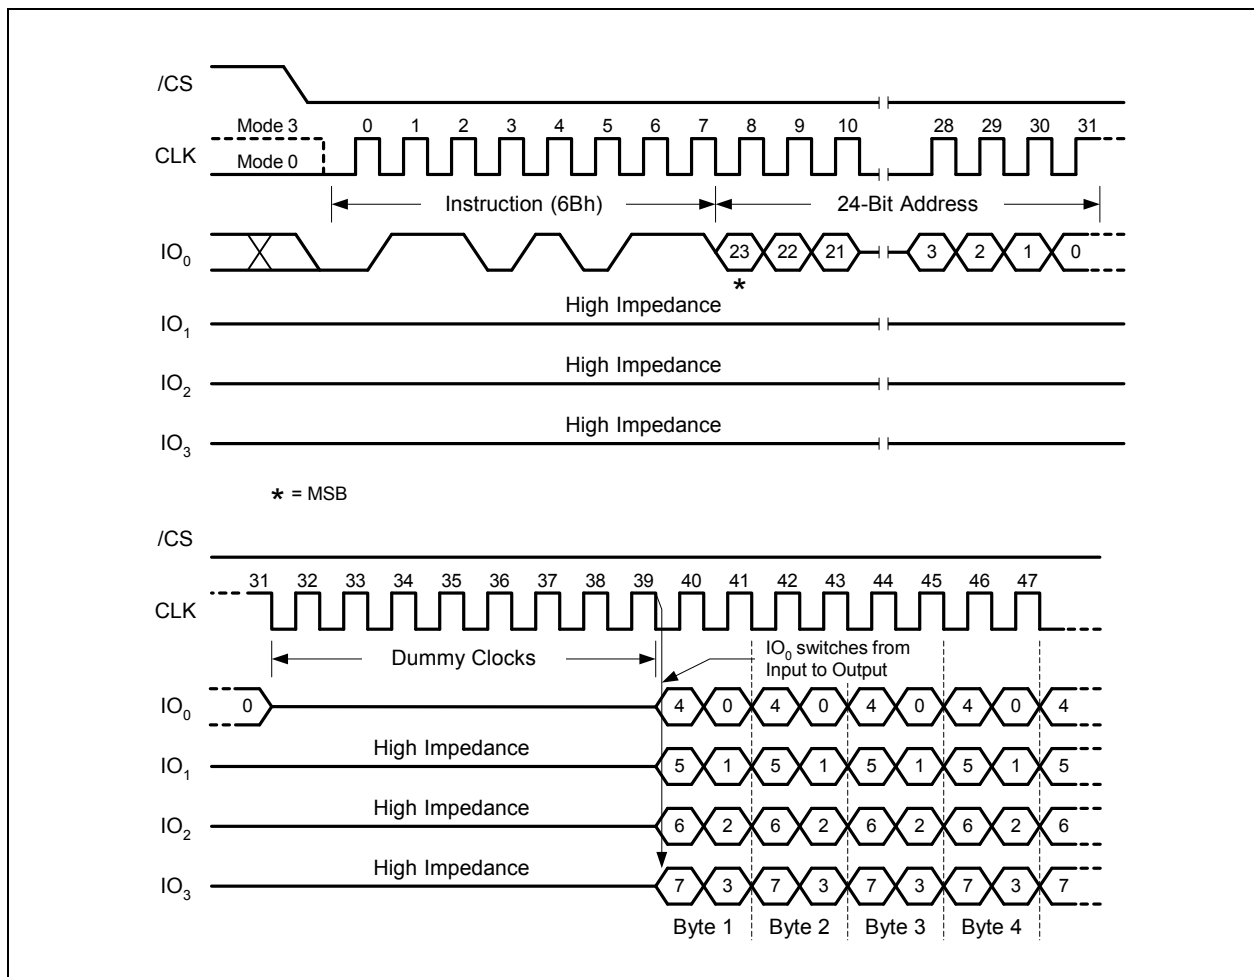 /CS
Mode 3 0 1 2 3 4 5 6 7 8 9 10 28 29 30 31
CLK Mode 0
Instruction (6Bh) 24-Bit Address
IO0 23 22 21 3 2 1 0
*
High Impedance
IO1
High Impedance
IO2
High Impedance
IO3
* = MSB
/CS
31 32 33 34 35 36 37 38 39 40 41 42 43 44 45 46 47
CLK
Dummy Clocks
IO0 switches from
Input to Output
IO0 0 4 0 4 0 4 0 4 0 4
High Impedance
IO1 5 1 5 1 5 1 5 1 5
High Impedance
IO2 6 2 6 2 6 2 6 2 6
High Impedance
IO3 7 3 7 3 7 3 7 3 7
Byte 1 Byte 2 Byte 3 Byte 4